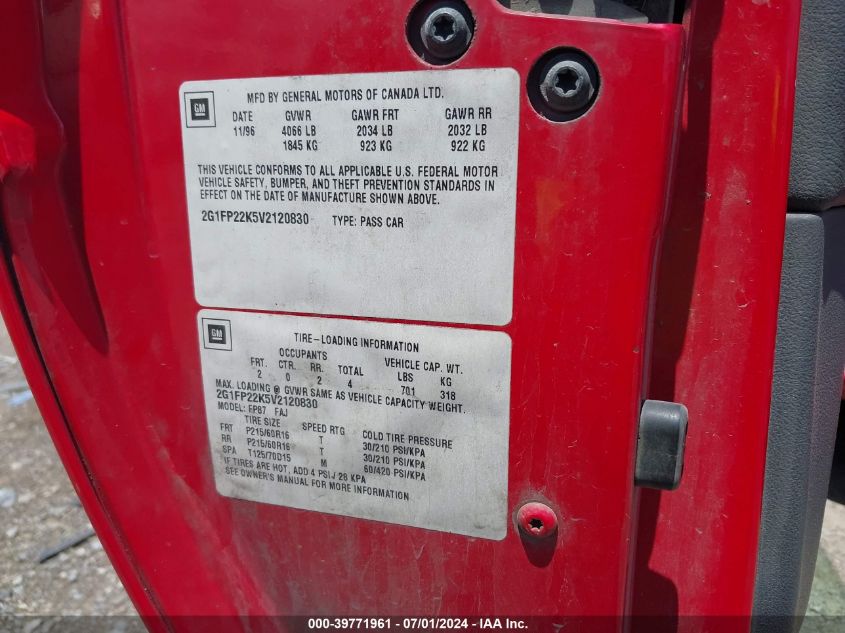 GM
MFD BY GENERAL MOTORS OF CANADA LTD.
DATE GVWR GAWR FRT GAWR RR
11/96 4066 LB 2034 LB 2032 LB
1845 KG 923 KG 922 KG
THIS VEHICLE CONFORMS TO ALL APPLICABLE U.S. FEDERAL MOTOR
VEHICLE SAFETY, BUMPER, AND THEFT PREVENTION STANDARDS IN
EFFECT ON THE DATE OF MANUFACTURE SHOWN ABOVE.
2G1FP22K5V2120830 TYPE: PASS CAR
GM
TIRE-LOADING INFORMATION
OCCUPANTS VEHICLE CAP. WT.
FRT. CTR. RR. TOTAL LBS KG
2 0 2 4 701 318
MAX. LOADING @ GVWR SAME AS VEHICLE CAPACITY WEIGHT.
2G1FP22K5V2120830
MODEL: FP87 FAJ
TIRE SIZE SPEED RTG COLD TIRE PRESSURE
FRT P215/60R16 T 30/210 PSI/KPA
RR P215/60R16 T 30/210 PSI/KPA
SPA T125/70D15 M 60/420 PSI/KPA
IF TIRES ARE HOT, ADD 4 PSI/ 28 KPA
SEE OWNER'S MANUAL FOR MORE INFORMATION
000-39771961 - 07/01/2024 - IAA Inc.